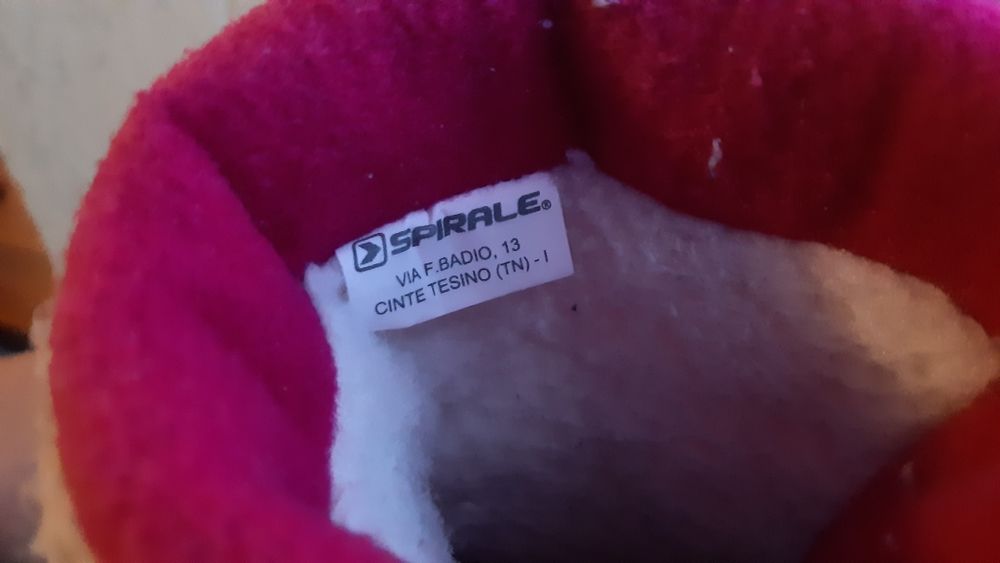 SPIRALE®
VIA F.BADIO, 13
CINTE TESINO (TN) - I